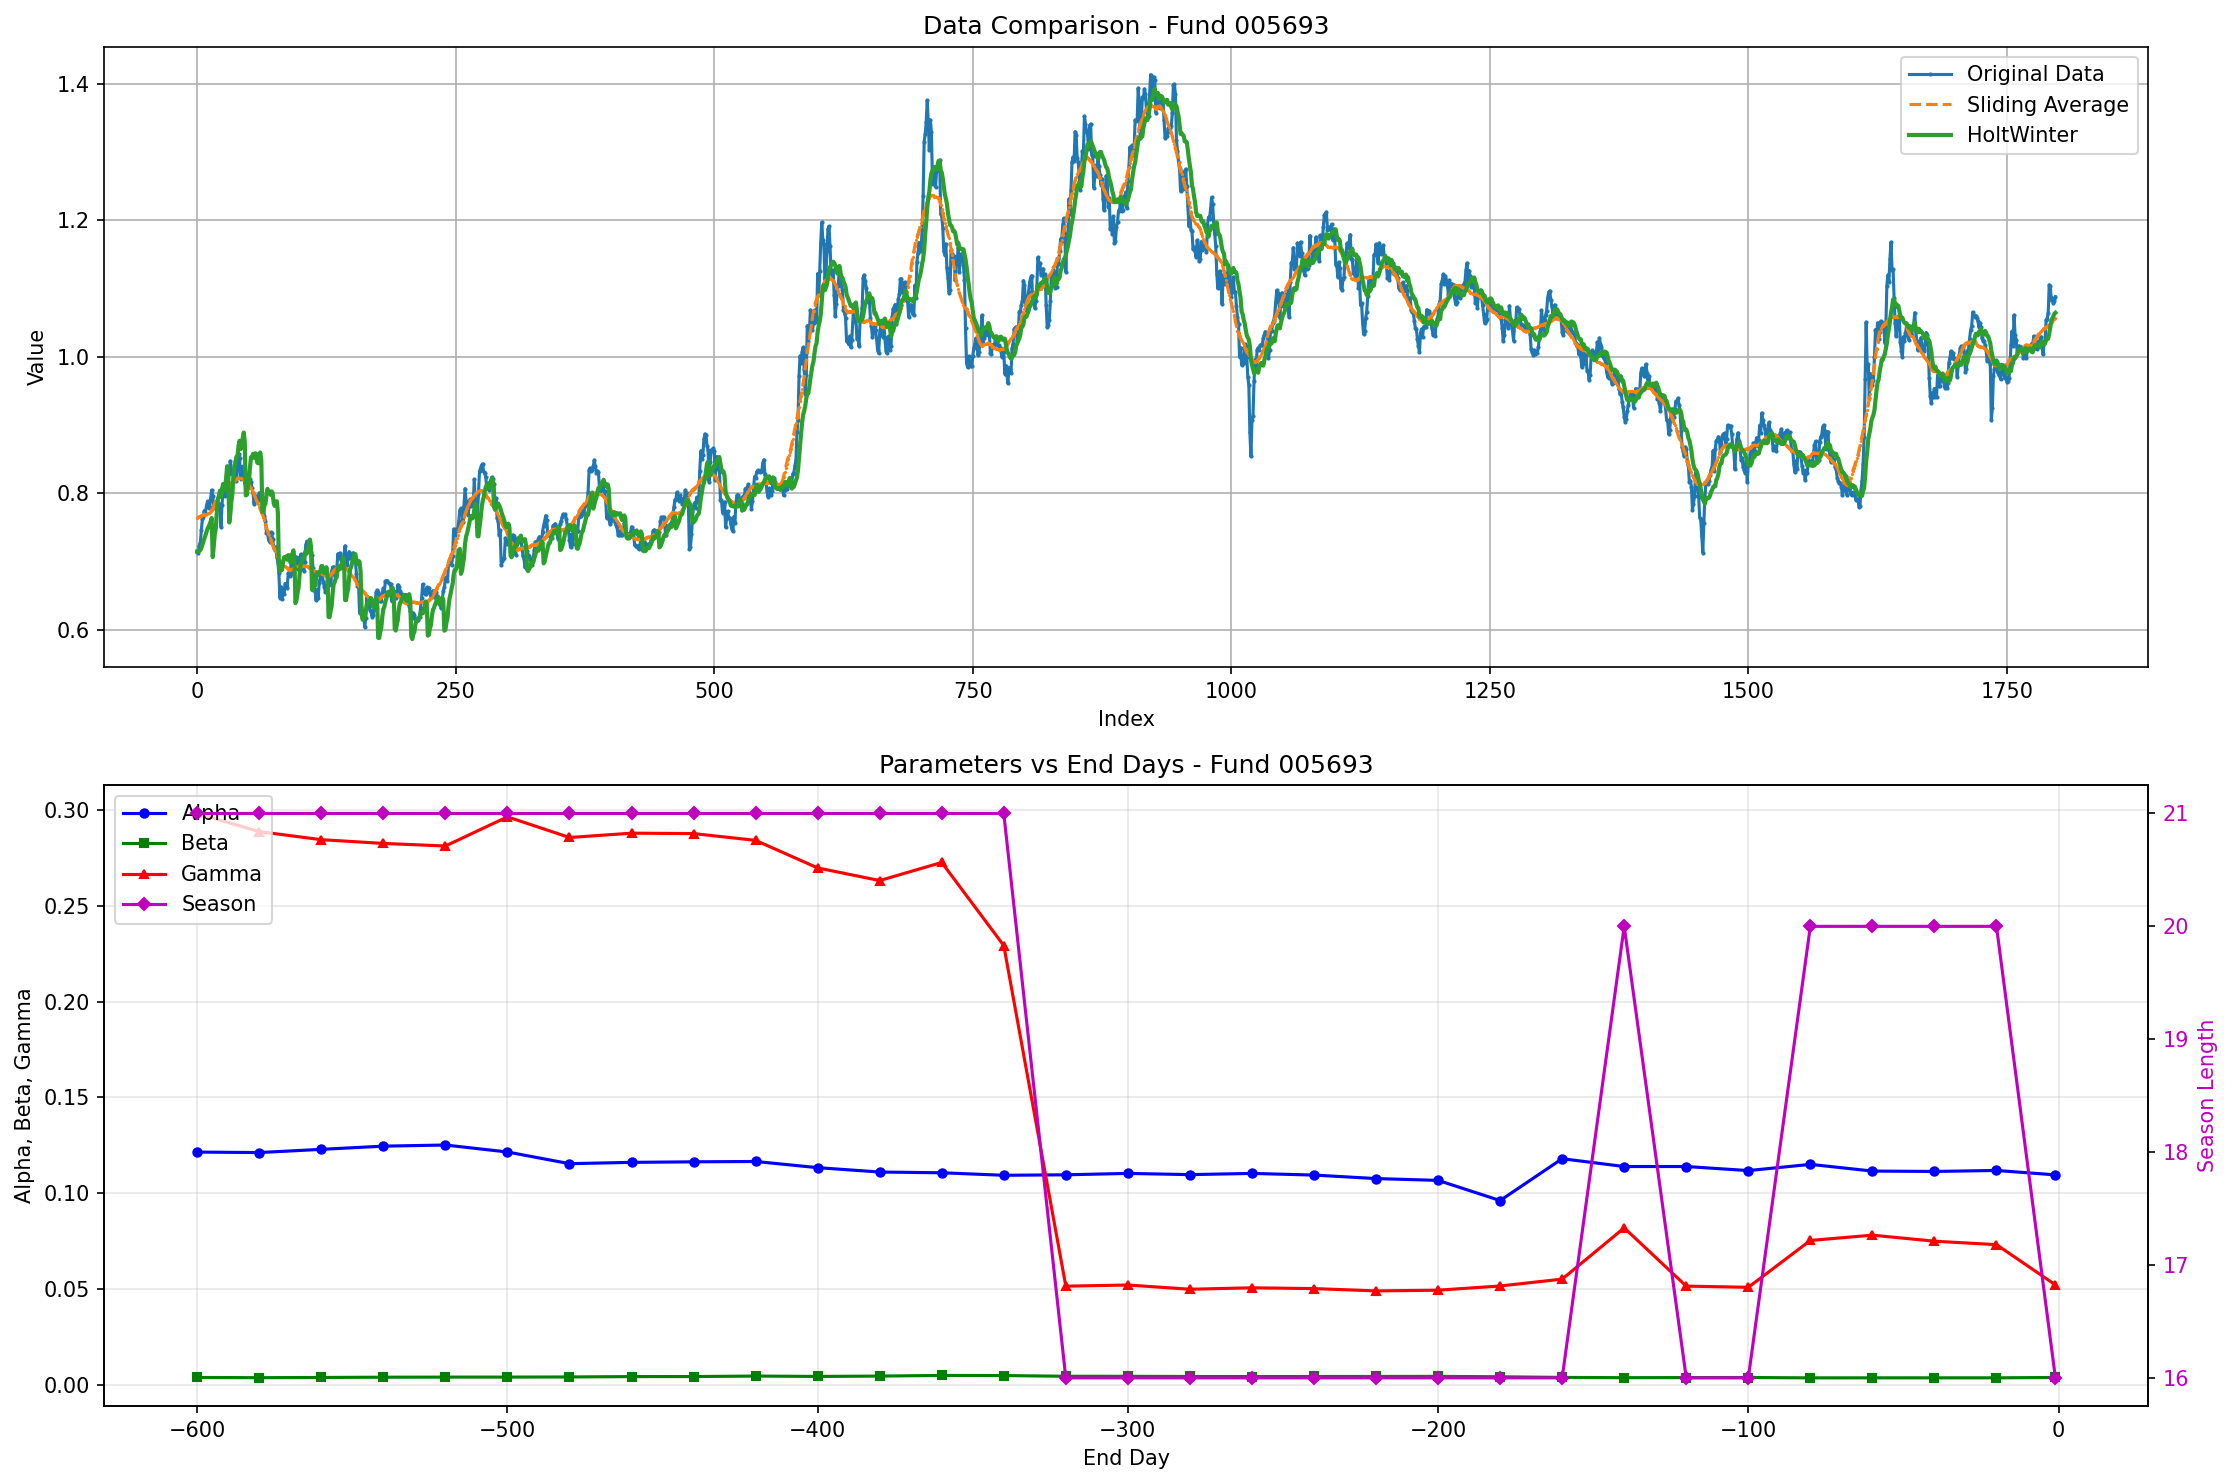 Data Comparison - Fund 005693
Value
1.4
1.2
1.0
0.8
0.6
Original Data
Sliding Average
HoltWinter
0 250 500 750 1000 1250 1500 1750
Index
Parameters vs End Days - Fund 005693
Alpha, Beta, Gamma
0.30
0.25
0.20
0.15
0.10
0.05
0.00
Alpha
Beta
Gamma
Season
21
20
19
18
17
16
Season Length
−600 −500 −400 −300 −200 −100 0
End Day